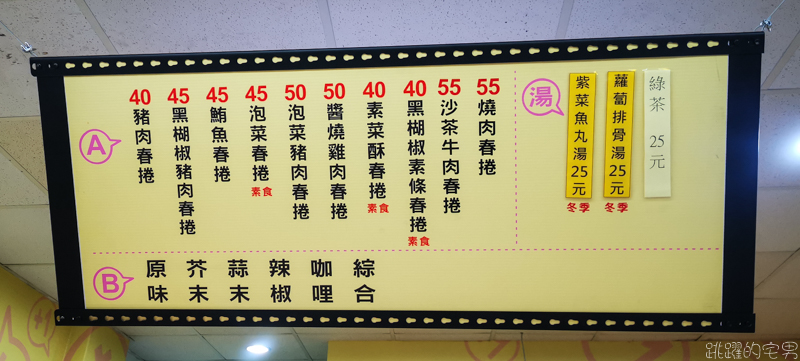 A
40 豬肉春捲
45 黑糊椒豬肉春捲
45 鮪魚春捲
45 泡菜春捲 素食
50 泡菜豬肉春捲
50 醬燒雞肉春捲
40 素菜酥春捲 素食
40 黑糊椒素條春捲 素食
55 沙茶牛肉春捲
55 燒肉春捲
湯
紫菜魚丸湯25元 冬季
蘿蔔排骨湯25元 冬季
綠茶 25元
B
原味
芥末
蒜末
辣椒
咖哩
綜合
跳躍的宅男